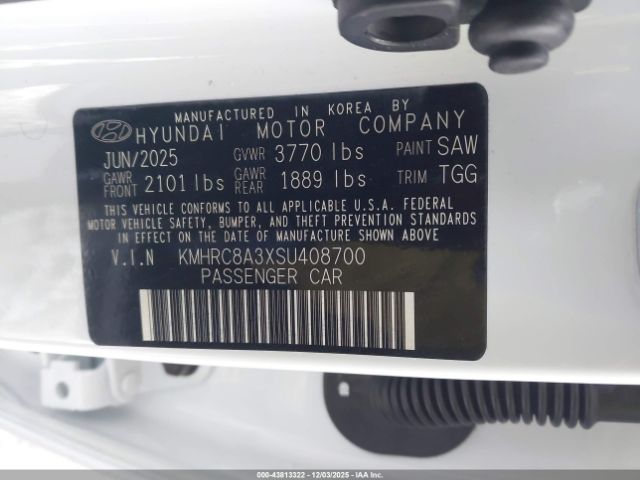 MANUFACTURED IN KOREA BY
HYUNDAI MOTOR COMPANY
JUN/2025 GVWR 3770 lbs PAINT SAW
GAWR FRONT 2101 lbs GAWR REAR 1889 lbs TRIM TGG
THIS VEHICLE CONFORMS TO ALL APPLICABLE U.S.A. FEDERAL
MOTOR VEHICLE SAFETY, BUMPER, AND THEFT PREVENTION STANDARDS
IN EFFECT ON THE DATE OF MANUFACTURE SHOWN ABOVE
V.I.N KMHRC8A3XSU408700
PASSENGER CAR
000-43813322 - 12/03/2025 - IAAI.CA